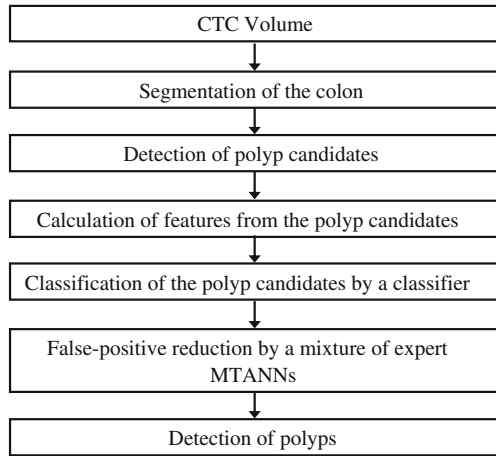 CTC Volume
Segmentation of the colon
Detection of polyp candidates
Calculation of features from the polyp candidates
Classification of the polyp candidates by a classifier
False-positive reduction by a mixture of expert
MTANNs
Detection of polyps